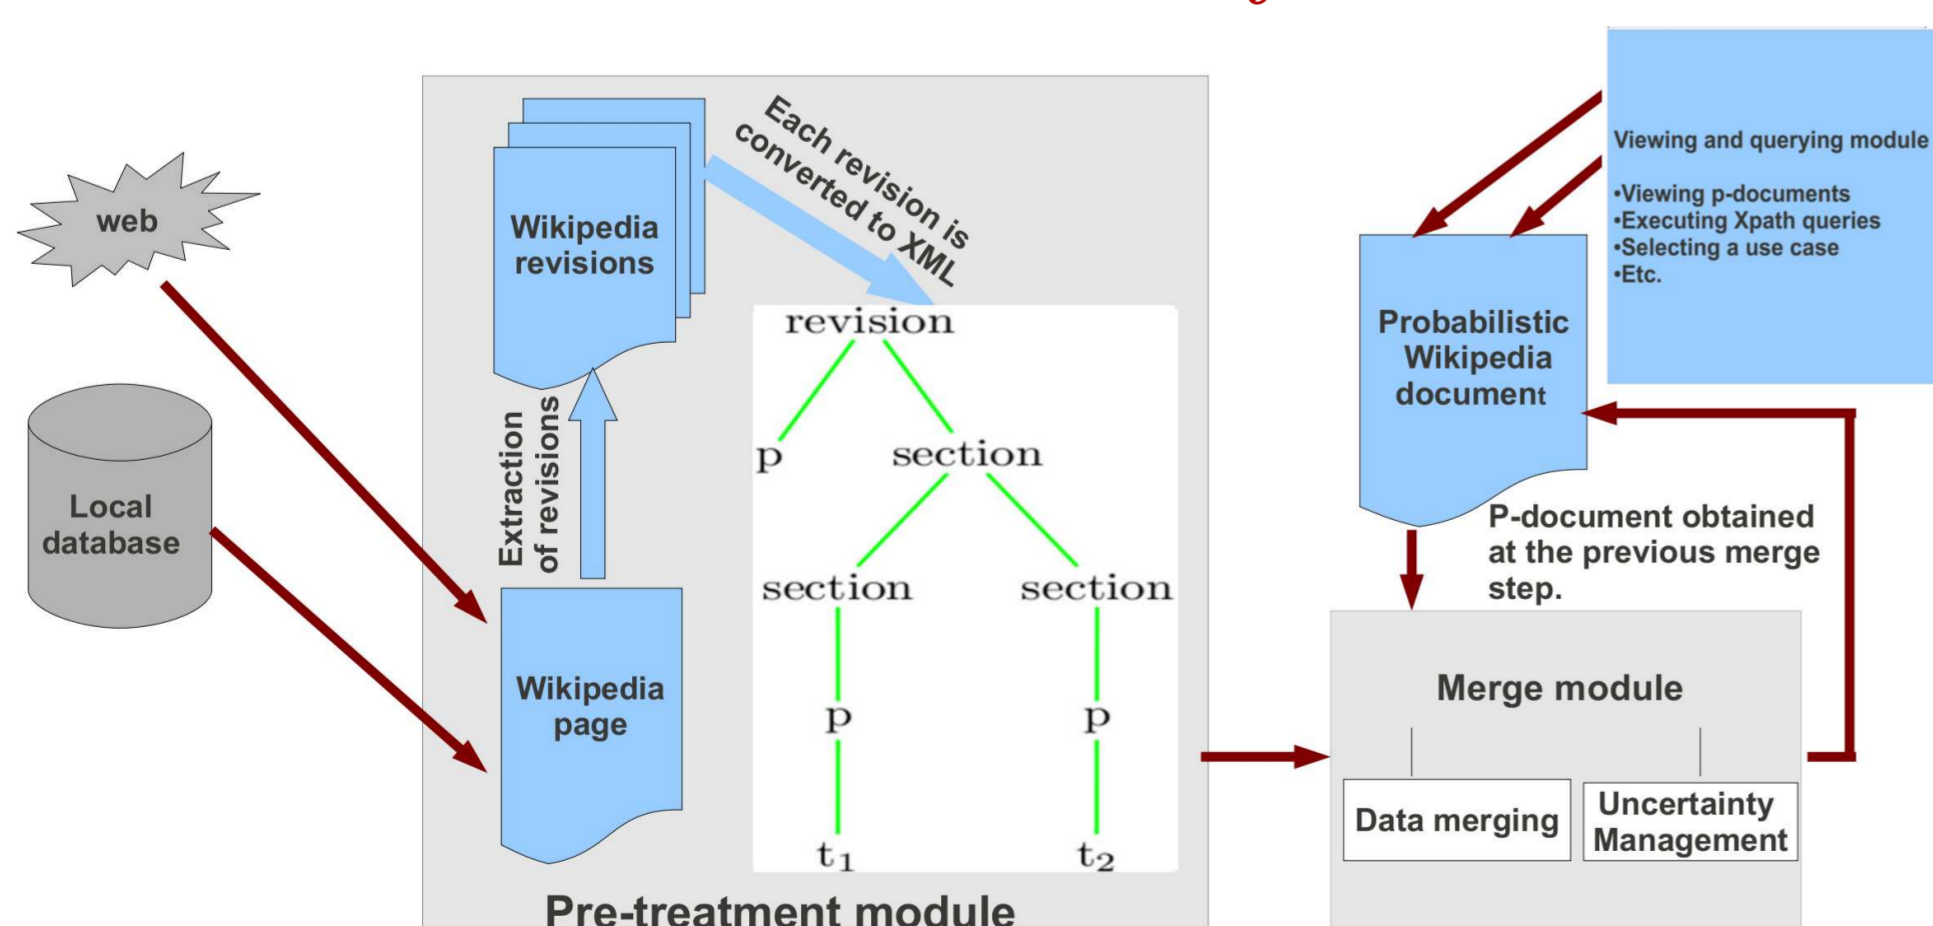 web
Local
database
Wikipedia
revisions
Each revision is
converted to XML
Extraction
of revisions
Wikipedia
page
revision
p
section
section
section
p
p
t1
t2
Pre-treatment module
Viewing and querying module
•Viewing p-documents
•Executing Xpath queries
•Selecting a use case
•Etc.
Probabilistic
Wikipedia
document
P-document obtained
at the previous merge
step.
Merge module
Data merging
Uncertainty
Management